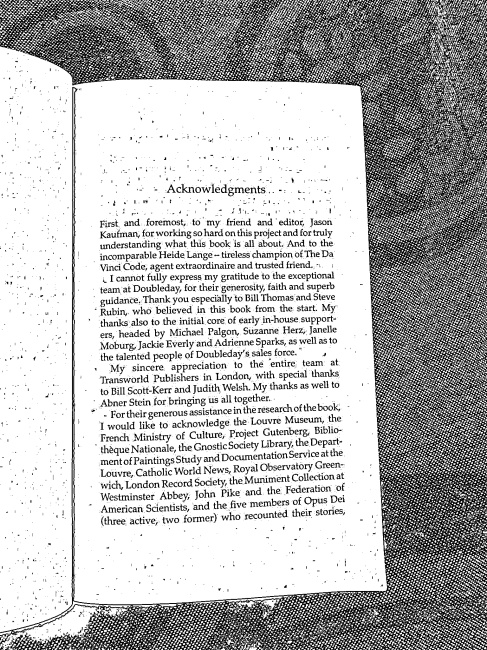 Acknowledgments
First and foremost, to my friend and editor, Jason
Kaufman, for working so hard on this project and for truly
understanding what this book is all about. And to the
incomparable Heide Lange – tireless champion of The Da
Vinci Code, agent extraordinaire and trusted friend.
I cannot fully express my gratitude to the exceptional
team at Doubleday, for their generosity, faith and superb
guidance. Thank you especially to Bill Thomas and Steve
Rubin, who believed in this book from the start. My
thanks also to the initial core of early in-house support-
ers, headed by Michael Palgon, Suzanne Herz, Janelle
Moburg, Jackie Everly and Adrienne Sparks, as well as to
the talented people of Doubleday's sales force.
My sincere appreciation to the entire team at
Transworld Publishers in London, with special thanks
to Bill Scott-Kerr and Judith Welsh. My thanks as well to
Abner Stein for bringing us all together.
For their generous assistance in the research of the book,
I would like to acknowledge the Louvre Museum, the
French Ministry of Culture, Project Gutenberg, Biblio-
thèque Nationale, the Gnostic Society Library, the Depart-
ment of Paintings Study and Documentation Service at the
Louvre, Catholic World News, Royal Observatory Green-
wich, London Record Society, the Muniment Collection at
Westminster Abbey, John Pike and the Federation of
American Scientists, and the five members of Opus Dei
(three active, two former) who recounted their stories,